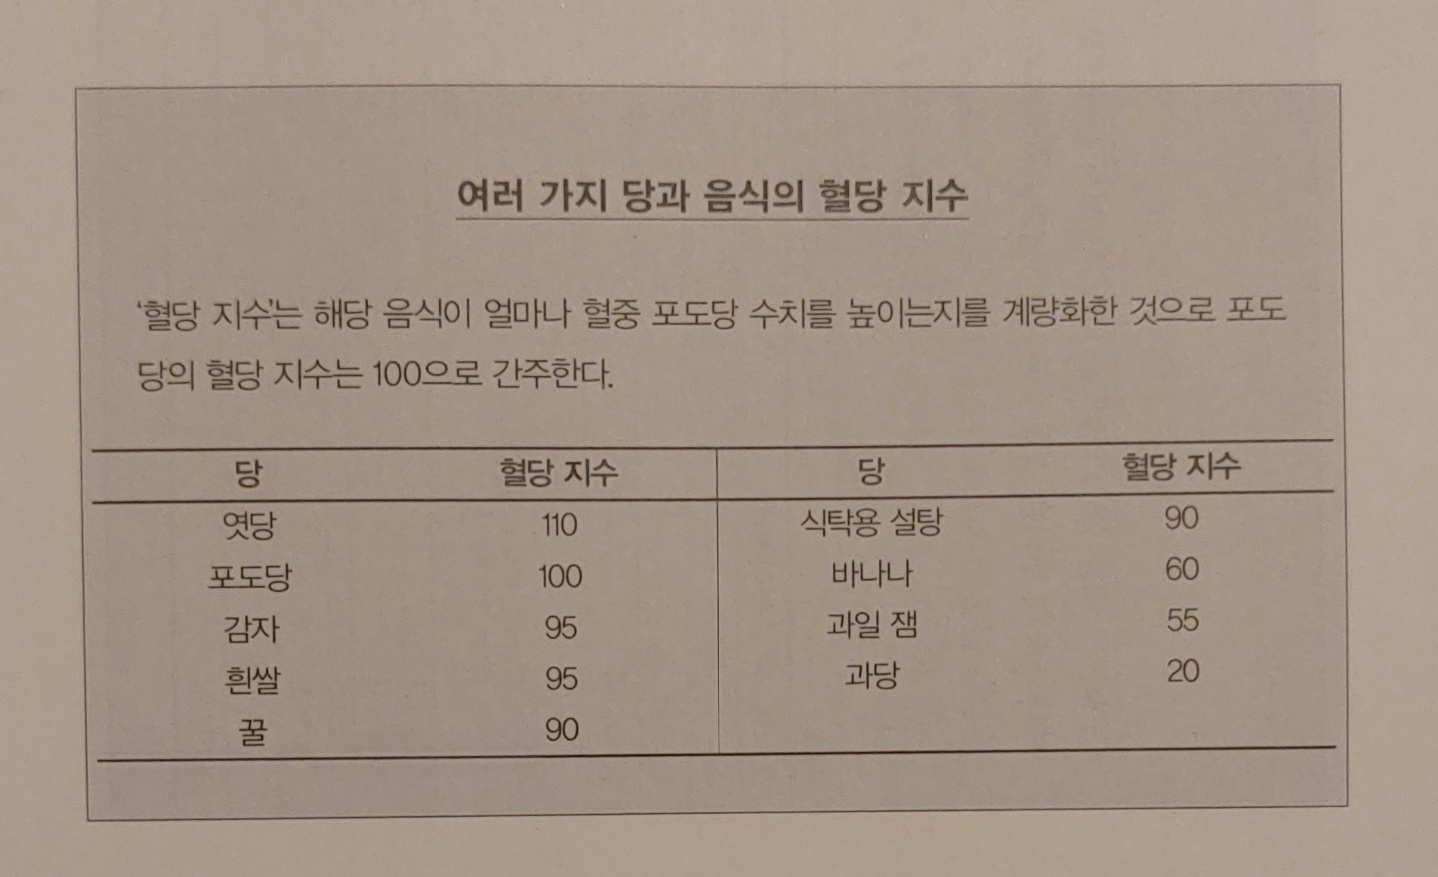 여러 가지 당과 음식의 혈당 지수
‘혈당 지수’는 해당 음식이 얼마나 혈중 포도당 수치를 높이는지를 계량화한 것으로 포도
당의 혈당 지수는 100으로 간주한다.
당 혈당 지수 당 혈당 지수
엿당 110 식탁용 설탕 90
포도당 100 바나나 60
감자 95 과일 잼 55
흰쌀 95 과당 20
꿀 90